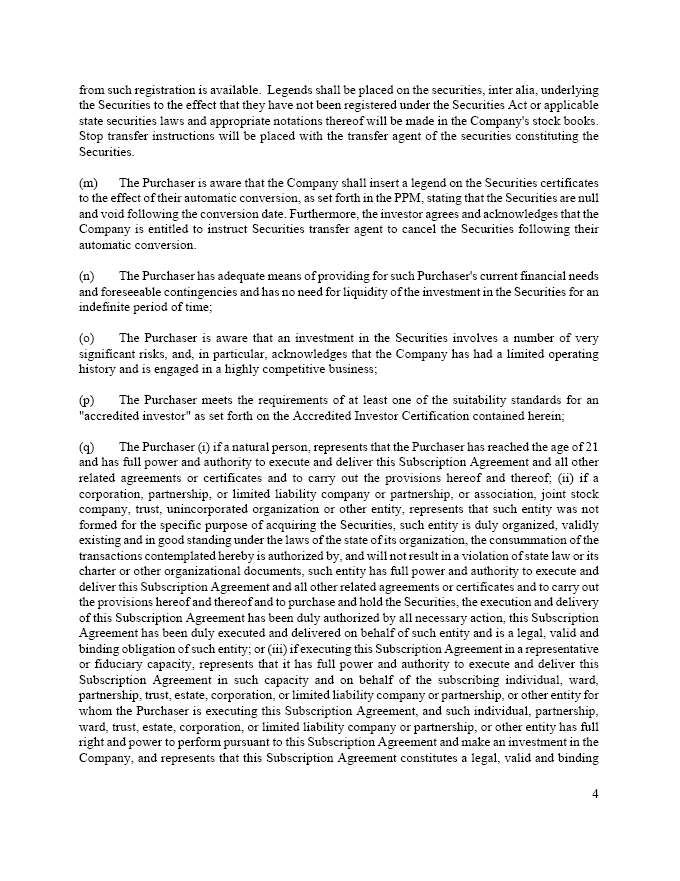 from such registration is available.  Legends shall be placed on the securities, inter alia, underlying
the Securities to the effect that they have not been registered under the Securities Act or applicable
state securities laws and appropriate notations thereof will be made in the Company's stock books.
Stop transfer instructions will be placed with the transfer agent of the securities constituting the
Securities.
(m) The Purchaser is aware that the Company shall insert a legend on the Securities certificates
to the effect of their automatic conversion, as set forth in the PPM, stating that the Securities are null
and void following the conversion date. Furthermore, the investor agrees and acknowledges that the
Company is entitled to instruct Securities transfer agent to cancel the Securities following their
automatic conversion.
(n) The Purchaser has adequate means of providing for such Purchaser's current financial needs
and foreseeable contingencies and has no need for liquidity of the investment in the Securities for an
indefinite period of time;
(o) The Purchaser is aware that an investment in the Securities involves a number of very
significant risks, and, in particular, acknowledges that the Company has had a limited operating
history and is engaged in a highly competitive business;
(p) The Purchaser meets the requirements of at least one of the suitability standards for an
"accredited investor" as set forth on the Accredited Investor Certification contained herein;
(q) The Purchaser (i) if a natural person, represents that the Purchaser has reached the age of 21
and has full power and authority to execute and deliver this Subscription Agreement and all other
related agreements or certificates and to carry out the provisions hereof and thereof; (ii) if a
corporation, partnership, or limited liability company or partnership, or association, joint stock
company, trust, unincorporated organization or other entity, represents that such entity was not
formed for the specific purpose of acquiring the Securities, such entity is duly organized, validly
existing and in good standing under the laws of the state of its organization, the consummation of the
transactions contemplated hereby is authorized by, and will not result in a violation of state law or its
charter or other organizational documents, such entity has full power and authority to execute and
deliver this Subscription Agreement and all other related agreements or certificates and to carry out
the provisions hereof and thereof and to purchase and hold the Securities, the execution and delivery
of this Subscription Agreement has been duly authorized by all necessary action, this Subscription
Agreement has been duly executed and delivered on behalf of such entity and is a legal, valid and
binding obligation of such entity; or (iii) if executing this Subscription Agreement in a representative
or fiduciary capacity, represents that it has full power and authority to execute and deliver this
Subscription Agreement in such capacity and on behalf of the subscribing individual, ward,
partnership, trust, estate, corporation, or limited liability company or partnership, or other entity for
whom the Purchaser is executing this Subscription Agreement, and such individual, partnership,
ward, trust, estate, corporation, or limited liability company or partnership, or other entity has full
right and power to perform pursuant to this Subscription Agreement and make an investment in the
Company, and represents that this Subscription Agreement constitutes a legal, valid and binding
4